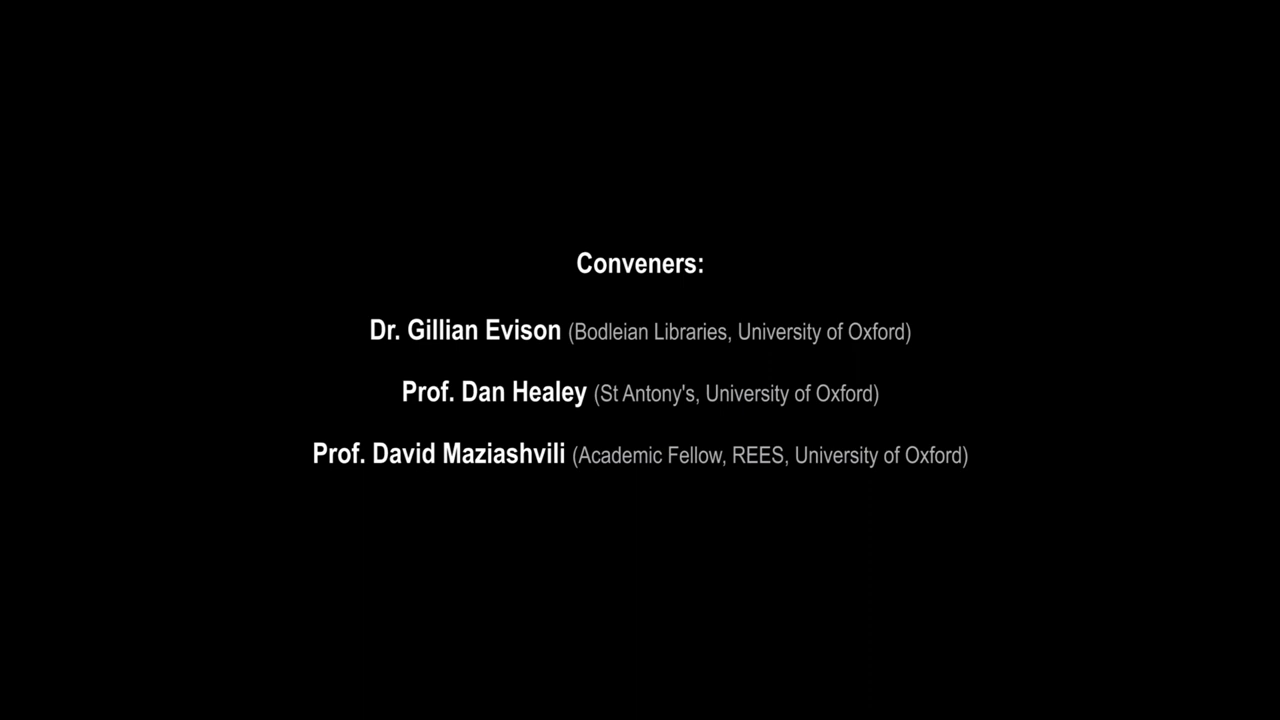 Conveners:
Dr. Gillian Evison (Bodleian Libraries, University of Oxford)
Prof. Dan Healey (St Antony's, University of Oxford)
Prof. David Maziashvili (Academic Fellow, REES, University of Oxford)